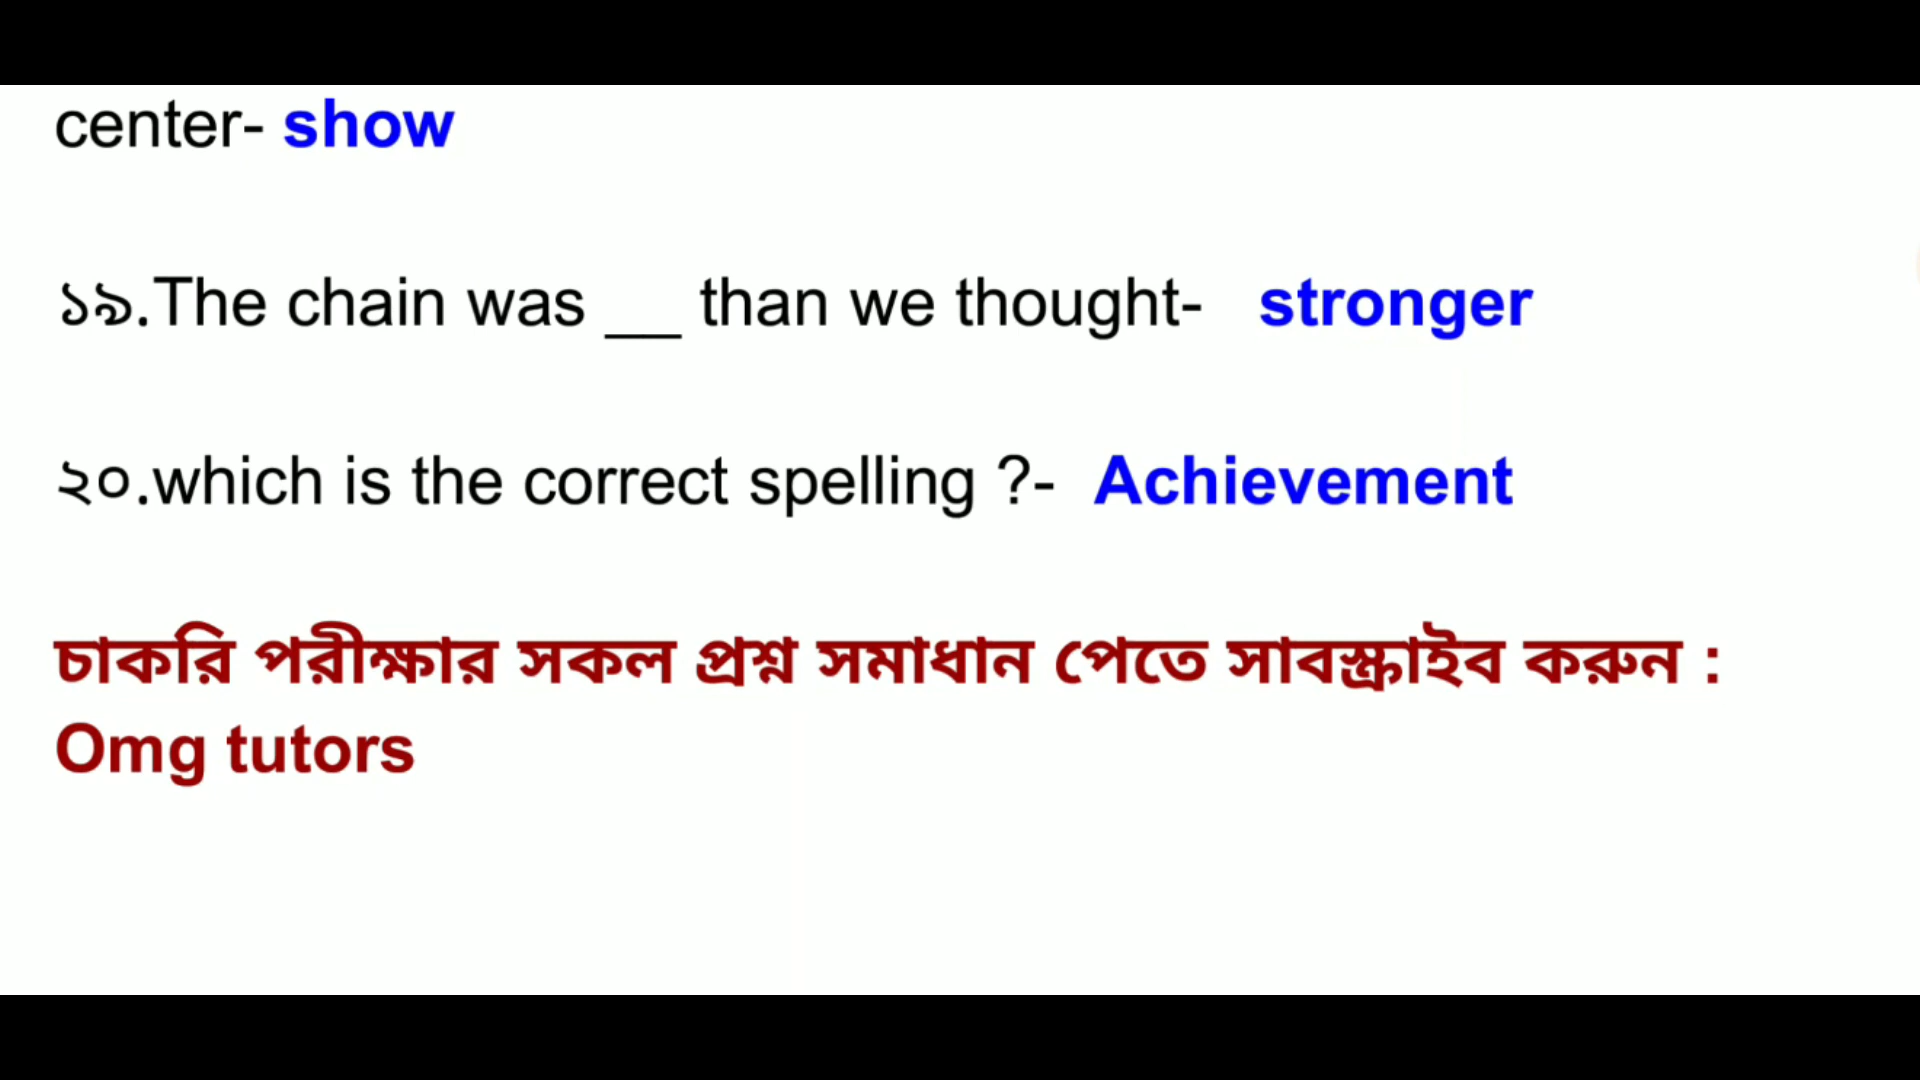 center- show
১৯.The chain was __ than we thought- stronger
২০.which is the correct spelling ?- Achievement
চাকরি পরীক্ষার সকল প্রশ্ন সমাধান পেতে সাবস্ক্রাইব করুন :
Omg tutors